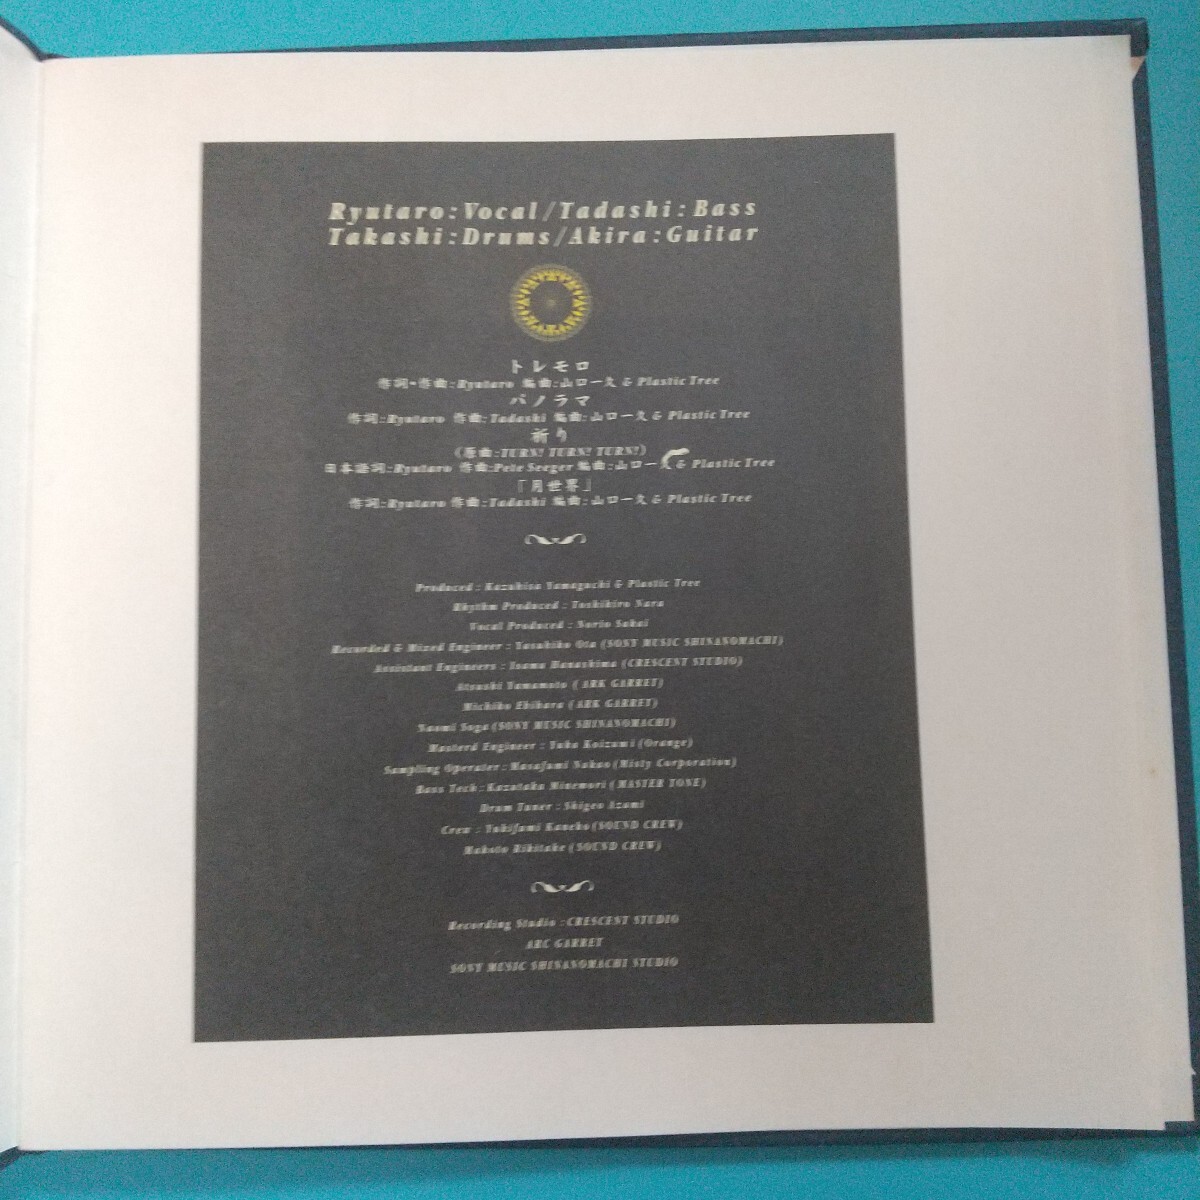 Ryutaro:Vocal/Tadashi:Bass
Takashi:Drums/Akira:Guitar
トレモロ
作詞・作曲:Ryutaro 編曲:山口一久 & Plastic Tree
パノラマ
作詞:Ryutaro 作曲:Tadashi 編曲:山口一久 & Plastic Tree
祈り
(原曲:TURN! TURN! TURN!)
日本語詞:Ryutaro 作曲:Pete Seeger 編曲:山口一久 & Plastic Tree
「月世界」
作詞:Ryutaro 作曲:Tadashi 編曲:山口一久 & Plastic Tree
Produced : Kazuhisa Yamaguchi & Plastic Tree
Rhythm Produced : Toshihiro Nara
Vocal Produced : Norio Sakai
Recorded & Mixed Engineer : Yasuhiko Ota (SONY MUSIC SHINANOMACHI)
Assistant Engineers : Isamu Hanashima (CRESCENT STUDIO)
Atsushi Yamamoto ( ARK GARRET)
Michiko Ebihara ( ARK GARRET)
Naomi Soga (SONY MUSIC SHINANOMACHI)
Masterd Engineer : Yuka Koizumi (Orange)
Sampling Operater : Masafumi Nakao (Misty Corporation)
Bass Tech : Kazutaka Minemori ( MASTER TONE)
Drum Tuner : Shigeo Azami
Crew : Yukifumi Kaneko (SOUND CREW)
Makoto Rikitake ( SOUND CREW)
Recording Studio : CRESCENT STUDIO
ARC GARRET
SONY MUSIC SHINANOMACHI STUDIO